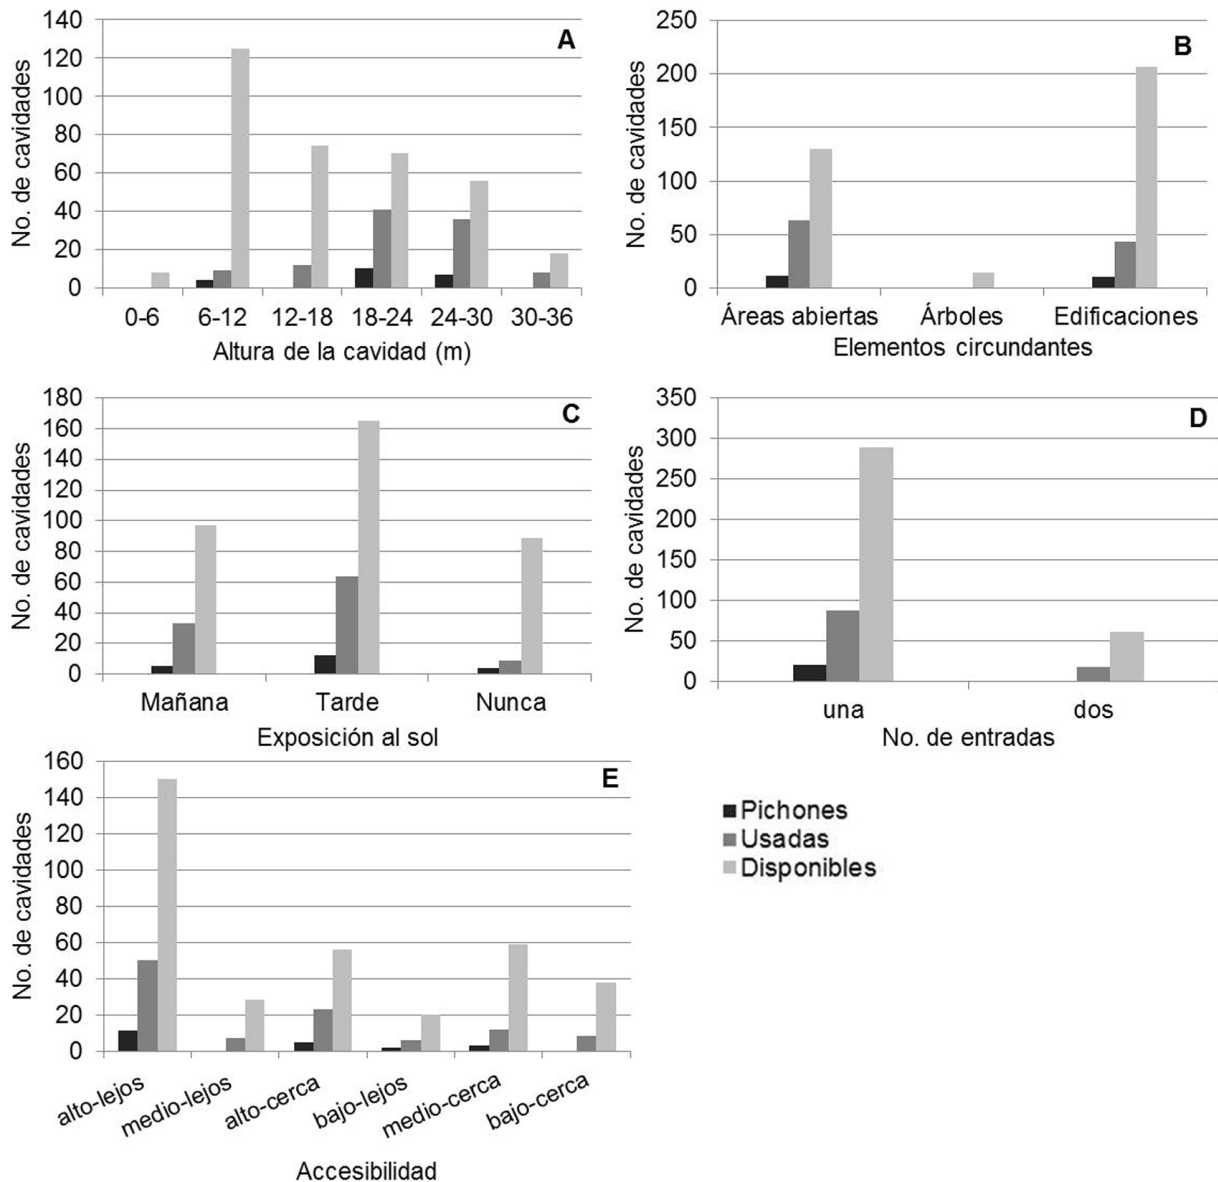 A
No. de cavidades
140
120
100
80
60
40
20
0
0-6 6-12 12-18 18-24 24-30 30-36
Altura de la cavidad (m)
B
No. de cavidades
250
200
150
100
50
0
Áreas abiertas Árboles Edificaciones
Elementos circundantes
C
No. de cavidades
180
160
140
120
100
80
60
40
20
0
Mañana Tarde Nunca
Exposición al sol
D
No. de cavidades
350
300
250
200
150
100
50
0
una dos
No. de entradas
E
No. de cavidades
160
140
120
100
80
60
40
20
0
alto-lejos medio-lejos alto-cerca bajo-lejos medio-cerca bajo-cerca
Accesibilidad
Pichones
Usadas
Disponibles